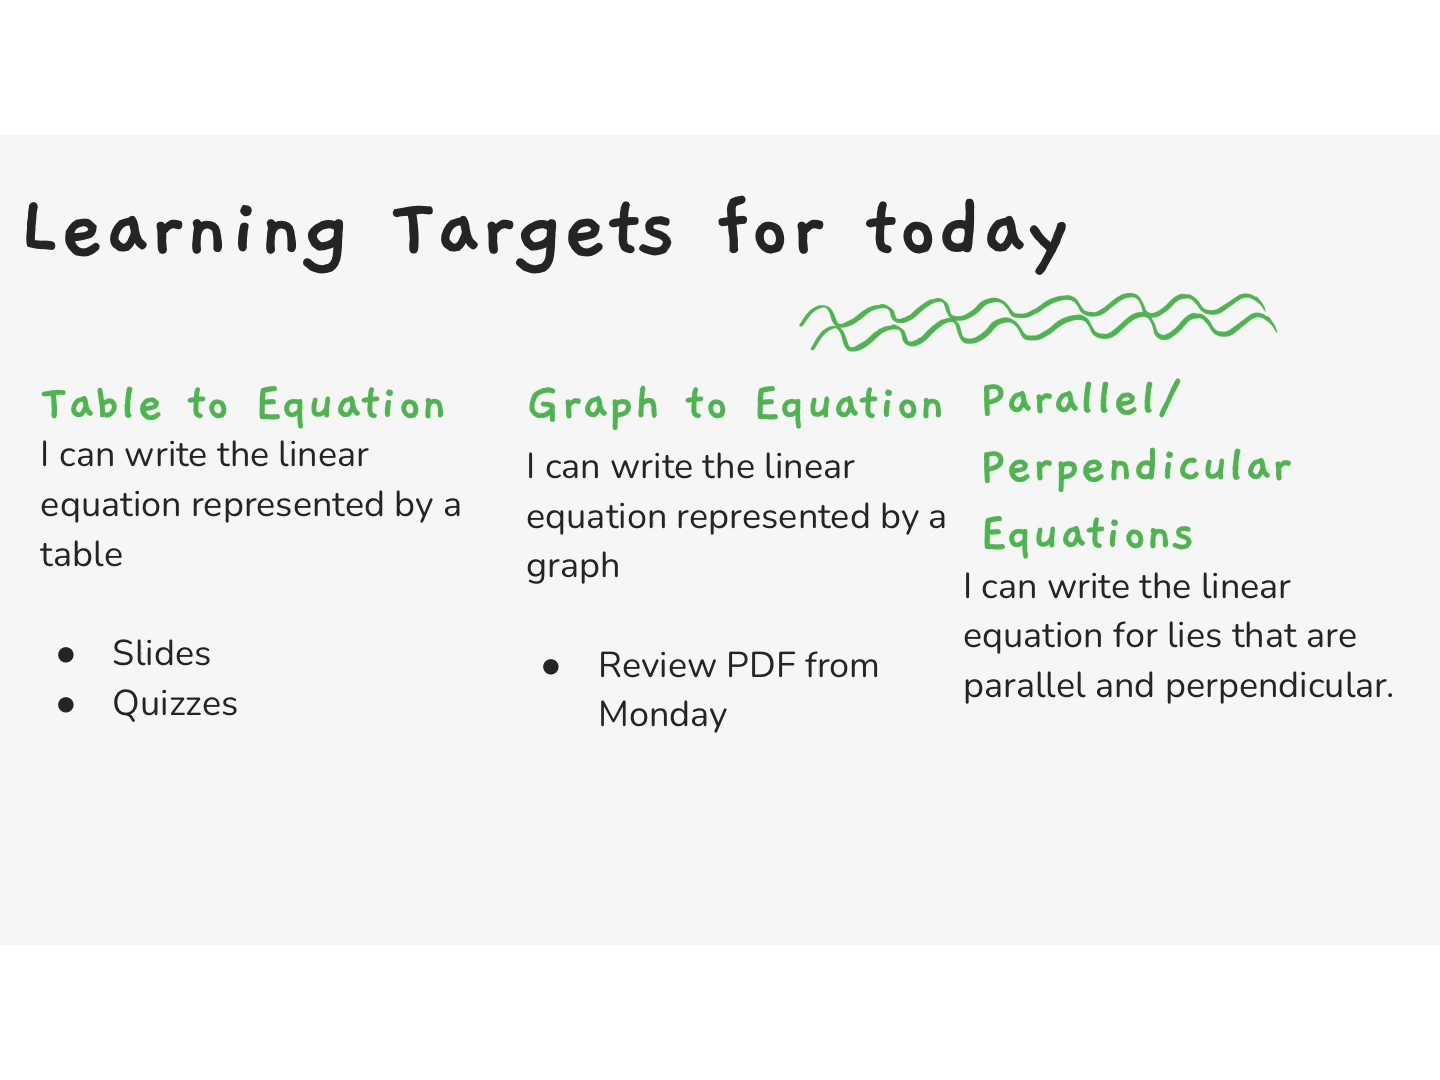 Learning Targets for today
Table to Equation
I can write the linear
equation represented by a
table
● Slides
● Quizzes
Graph to Equation
I can write the linear
equation represented by a
graph
● Review PDF from
Monday
Parallel/
Perpendicular
Equations
I can write the linear
equation for lies that are
parallel and perpendicular.